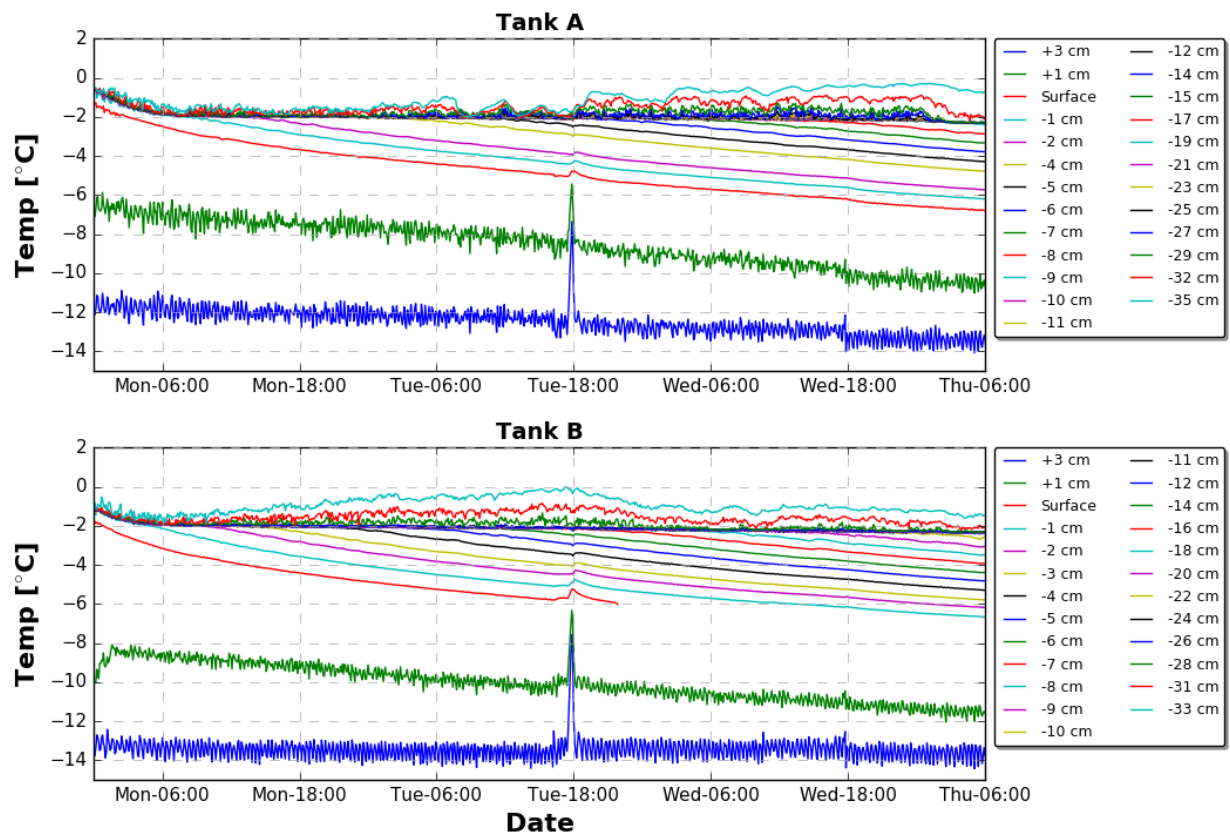 Tank A
Temp [°C]
2
0
−2
−4
−6
−8
−10
−12
−14
Mon-06:00 Mon-18:00 Tue-06:00 Tue-18:00 Wed-06:00 Wed-18:00 Thu-06:00
+3 cm -12 cm
+1 cm -14 cm
Surface -15 cm
-1 cm -17 cm
-2 cm -19 cm
-4 cm -21 cm
-5 cm -23 cm
-6 cm -25 cm
-7 cm -27 cm
-8 cm -29 cm
-9 cm -32 cm
-10 cm -35 cm
-11 cm
Tank B
Temp [°C]
2
0
−2
−4
−6
−8
−10
−12
−14
Mon-06:00 Mon-18:00 Tue-06:00 Tue-18:00 Wed-06:00 Wed-18:00 Thu-06:00
Date
+3 cm -11 cm
+1 cm -12 cm
Surface -14 cm
-1 cm -16 cm
-2 cm -18 cm
-3 cm -20 cm
-4 cm -22 cm
-5 cm -24 cm
-6 cm -26 cm
-7 cm -28 cm
-8 cm -31 cm
-9 cm -33 cm
-10 cm